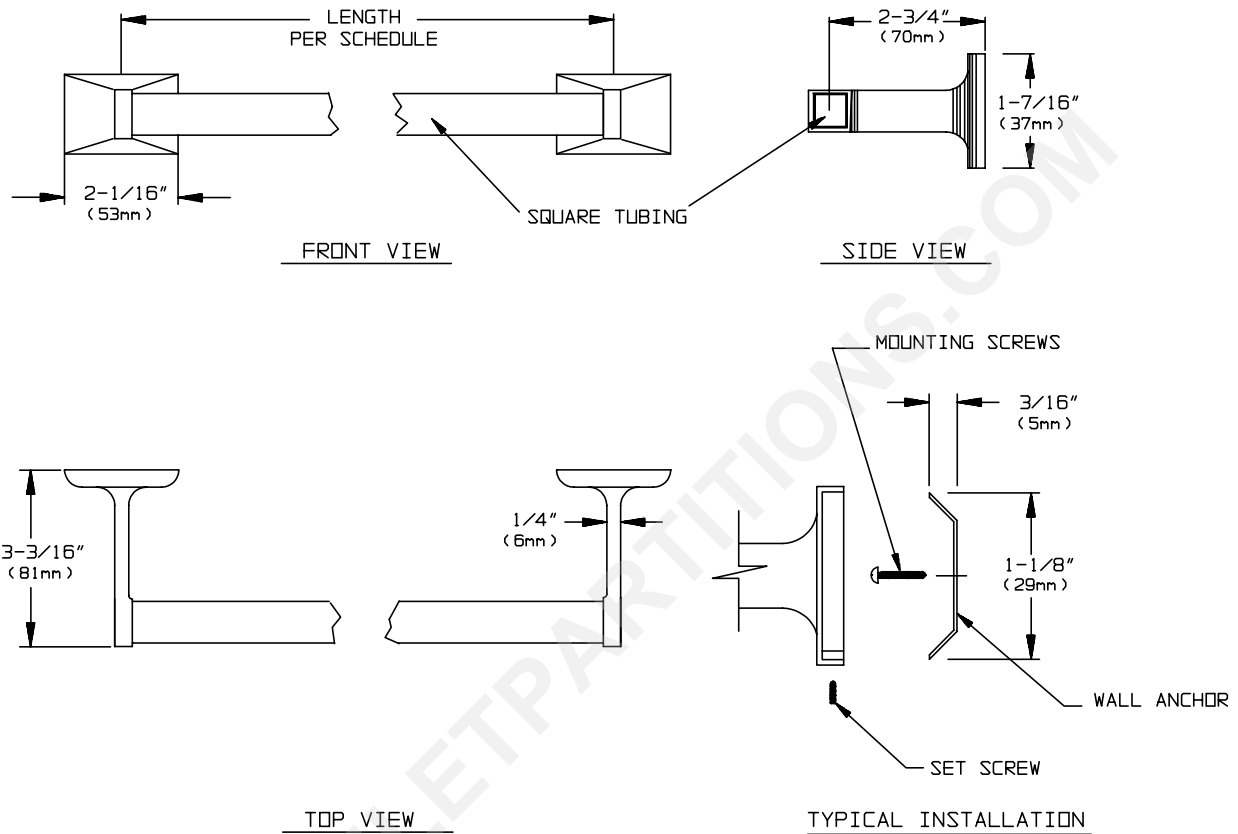 LENGTH
PER SCHEDULE
2-3/4"
(70mm)
1-7/16"
(37mm)
2-1/16"
(53mm)
SQUARE TUBING
FRONT VIEW
SIDE VIEW
MOUNTING SCREWS
3/16"
(5mm)
1/4"
(6mm)
3-3/16"
(81mm)
1-1/8"
(29mm)
WALL ANCHOR
SET SCREW
TOP VIEW
TYPICAL INSTALLATION
LETPARTITIONS.COM